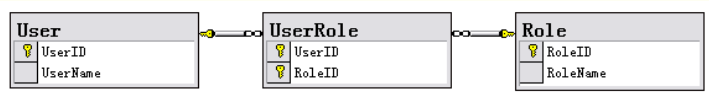 User
UserID
UserName
UserRole
UserID
RoleID
Role
RoleID
RoleName